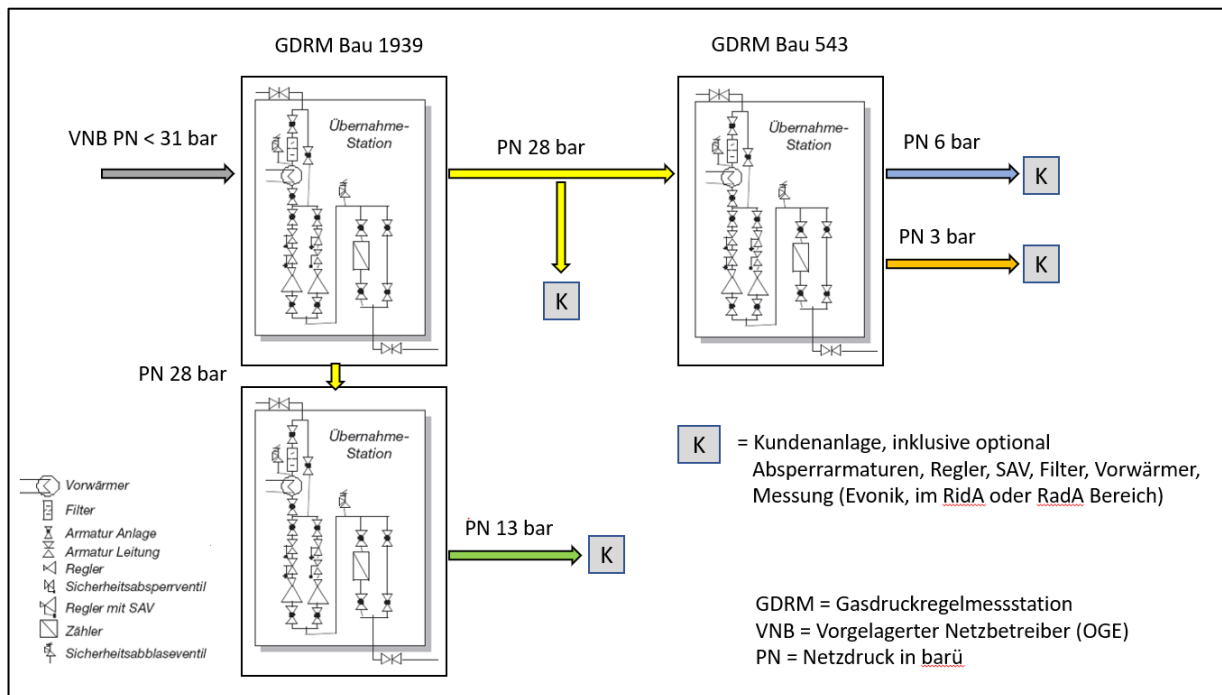 GDRM Bau 1939
GDRM Bau 543
VNB PN < 31 bar
Übernahme-
Station
PN 28 bar
Übernahme-
Station
PN 6 bar
K
PN 3 bar
K
K
PN 28 bar
Übernahme-
Station
PN 13 bar
K
K
= Kundenanlage, inklusive optional
Absperrarmaturen, Regler, SAV, Filter, Vorwärmer,
Messung (Evonik, im RidA oder RadA Bereich)
Vorwärmer
Filter
Armatur Anlage
Armatur Leitung
Regler
Sicherheitsabsperrventil
Regler mit SAV
Zähler
Sicherheitsablaseventil
GDRM = Gasdruckregelmessstation
VNB = Vorgelagerter Netzbetreiber (OGE)
PN = Netzdruck in barü